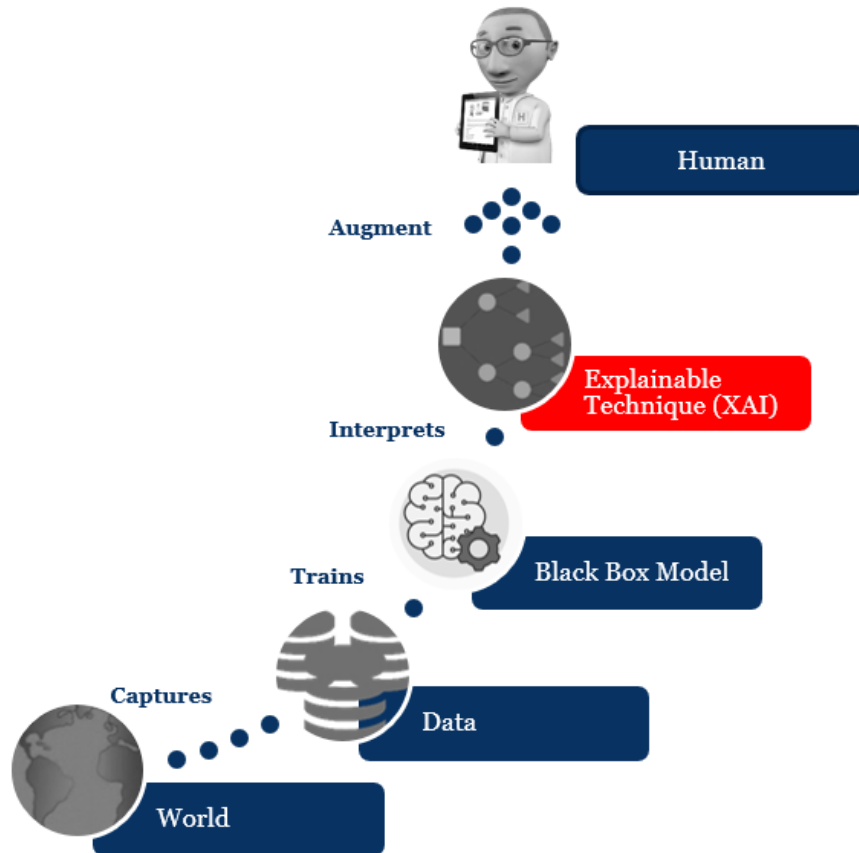 H
Human
Augment
Explainable
Technique (XAI)
Interprets
Black Box Model
Trains
Captures
Data
World